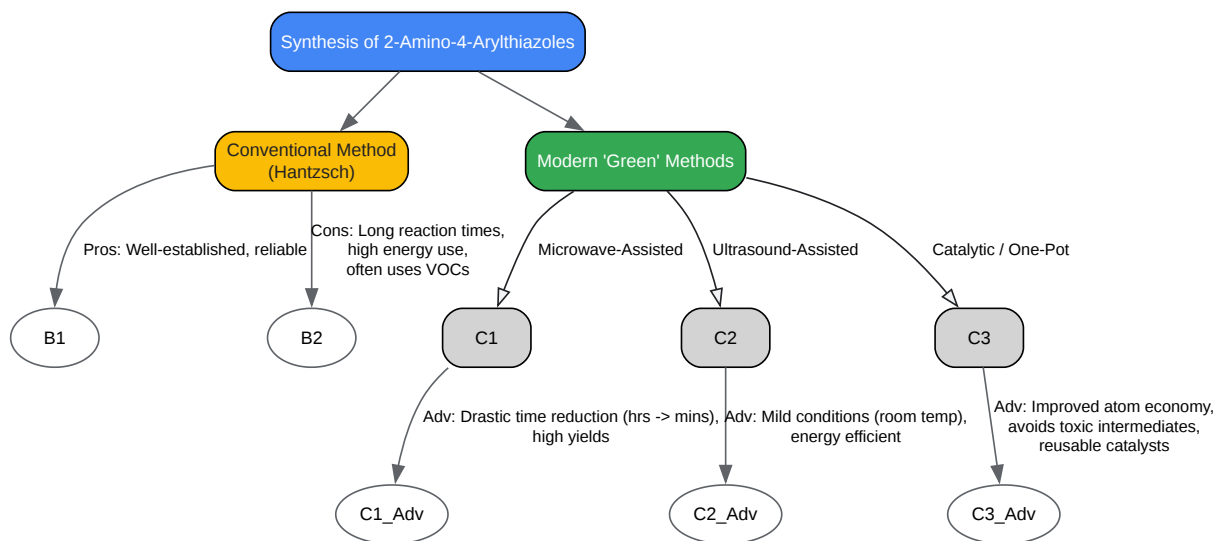 Synthesis of 2-Amino-4-Arylthiazoles
Conventional Method
(Hantzsch)
Modern 'Green' Methods
Pros: Well-established, reliable
Cons: Long reaction times,
high energy use,
often uses VOCs
Microwave-Assisted
Ultrasound-Assisted
Catalytic / One-Pot
B1
B2
C1
C2
C3
Adv: Drastic time reduction (hrs -> mins),
high yields
Adv: Mild conditions (room temp),
energy efficient
Adv: Improved atom economy,
avoids toxic intermediates,
reusable catalysts
C1_Adv
C2_Adv
C3_Adv